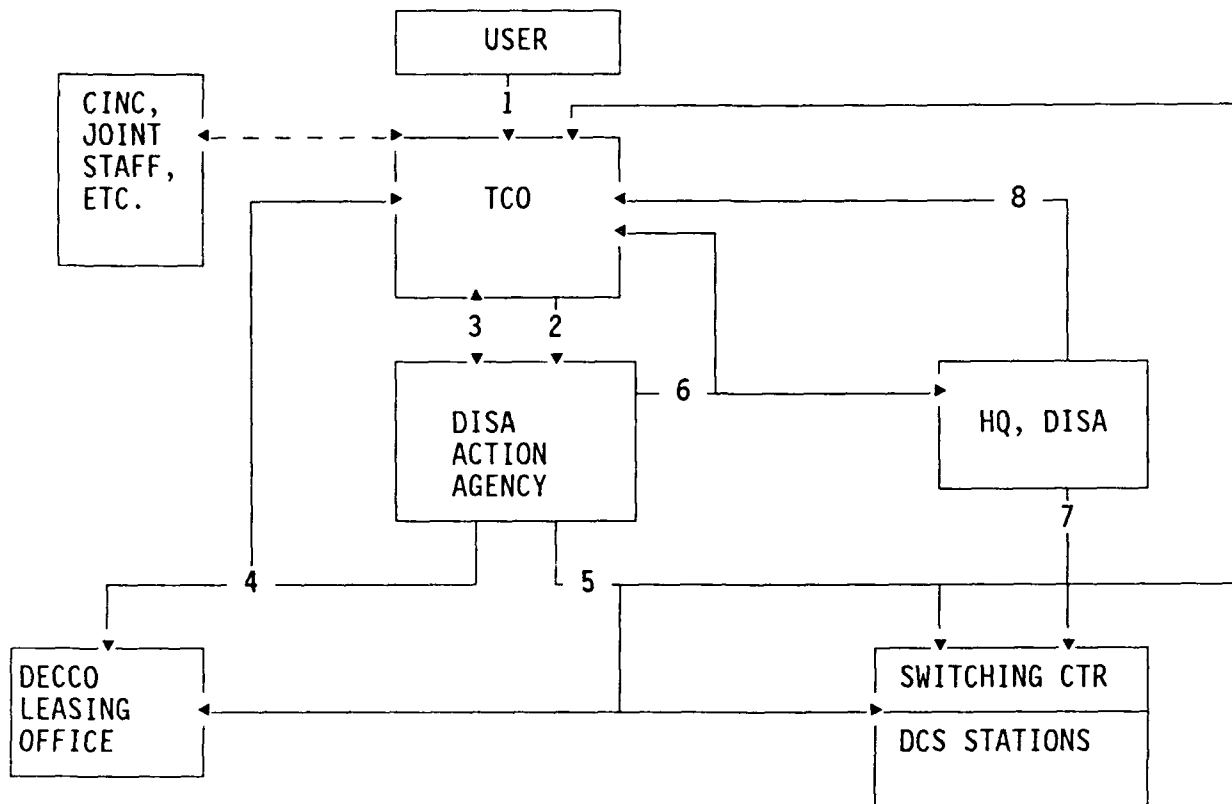 USER
1
CINC,
JOINT
STAFF,
ETC.
TCO
8
3 2
DISA
ACTION
AGENCY
6
HQ, DISA
7
4
5
DECCO
LEASING
OFFICE
SWITCHING CTR
DCS STATIONS